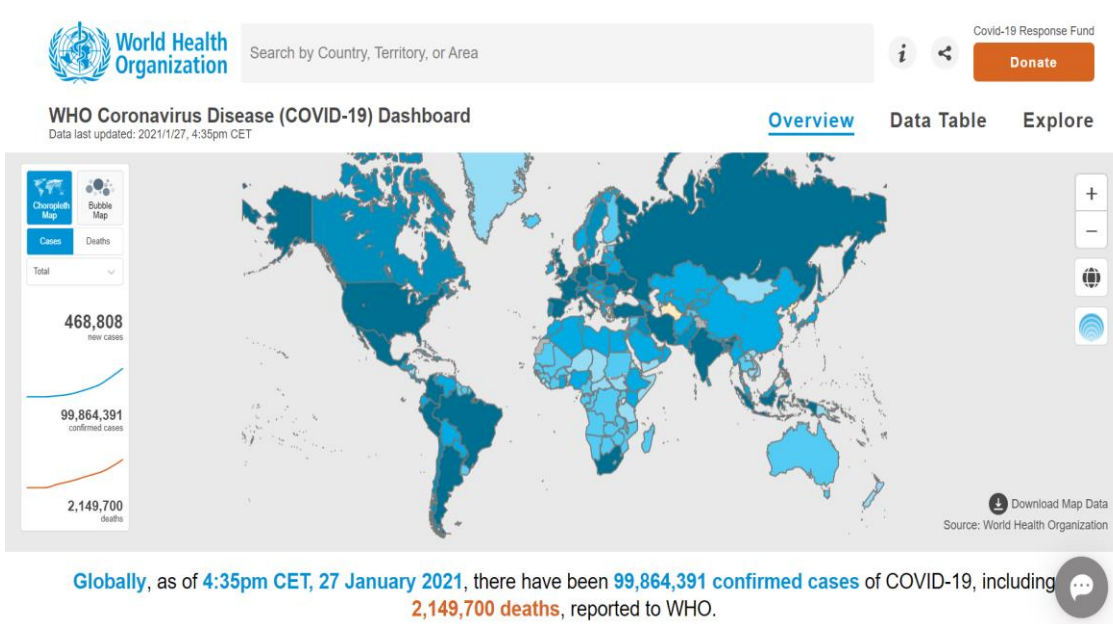 World Health
Organization
Search by Country, Territory, or Area
i
Covid-19 Response Fund
Donate
WHO Coronavirus Disease (COVID-19) Dashboard
Data last updated: 2021/1/27, 4:35pm CET
Overview
Data Table
Explore
Choropleth
Map
Bubble
Map
Cases
Deaths
Total
468,808
new cases
99,864,391
confirmed cases
2,149,700
deaths
+
−
Download Map Data
Source: World Health Organization
Globally, as of 4:35pm CET, 27 January 2021, there have been 99,864,391 confirmed cases of COVID-19, including
2,149,700 deaths, reported to WHO.